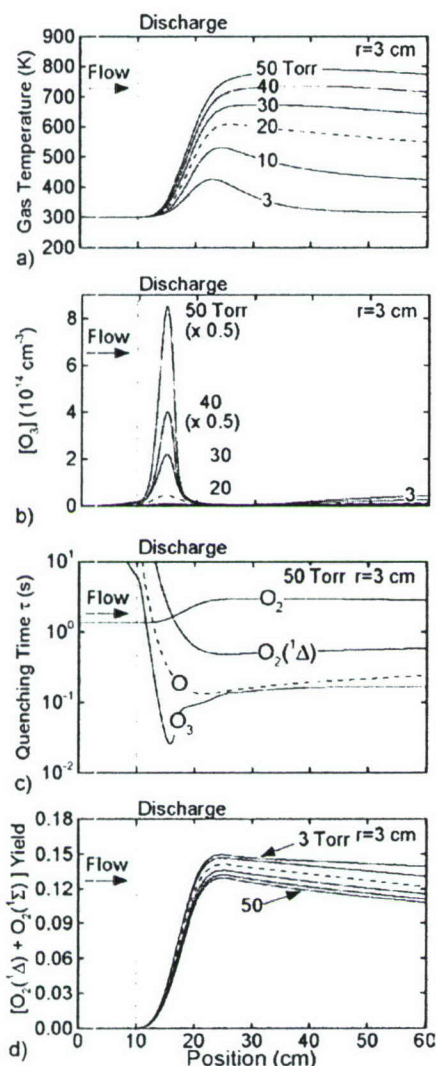 Discharge
r=3 cm
900
800
700
600
500
400
300
200
Gas Temperature (K)
Flow
50 Torr
40
30
20
10
3
a)
Discharge
r=3 cm
8
6
4
2
0
[O₃] (10⁻¹⁴ cm⁻³)
Flow
50 Torr
(x 0.5)
40
(x 0.5)
30
20
3
b)
Discharge
50 Torr r=3 cm
10¹
10⁰
10⁻¹
10⁻²
Quenching Time τ (s)
Flow
O₂
O₂(¹Δ)
O
O₃
c)
Discharge
3 Torr r=3 cm
0.18
0.15
0.12
0.09
0.06
0.03
0.00
[O₂(¹Δ) + O₂(¹Σ) ] Yield
Flow
50
0 10 20 30 40 50 60
d)
Position (cm)